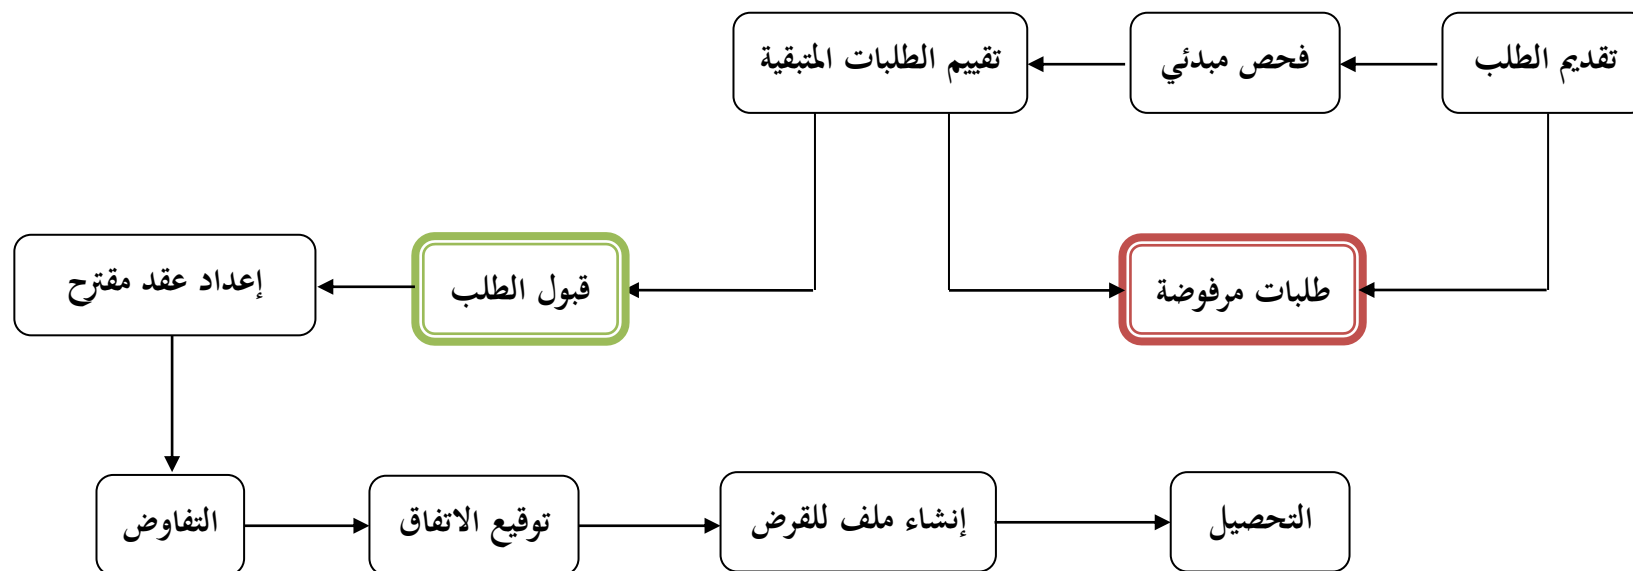 تقديم الطلب
فحص مبدئي
تقييم الطلبات المتبقية
طلبات مرفوضة
قبول الطلب
إعداد عقد مقترح
التفاوض
توقيع الاتفاق
إنشاء ملف للقرض
التحصيل